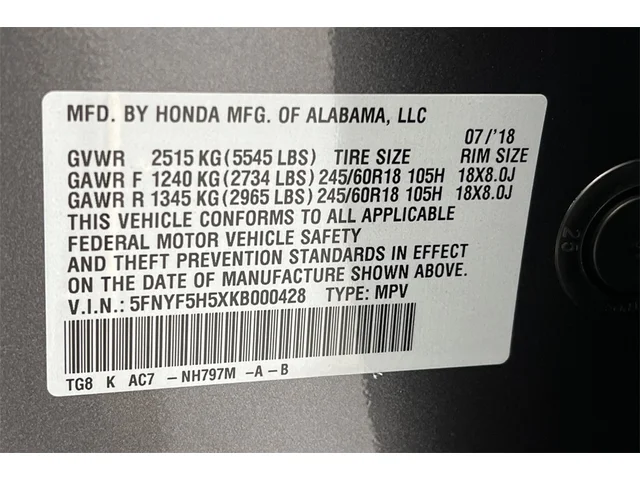 MFD. BY HONDA MFG. OF ALABAMA, LLC
07/'18
GVWR 2515 KG (5545 LBS) TIRE SIZE RIM SIZE
GAWR F 1240 KG (2734 LBS) 245/60R18 105H 18X8.0J
GAWR R 1345 KG (2965 LBS) 245/60R18 105H 18X8.0J
THIS VEHICLE CONFORMS TO ALL APPLICABLE
FEDERAL MOTOR VEHICLE SAFETY
AND THEFT PREVENTION STANDARDS IN EFFECT
ON THE DATE OF MANUFACTURE SHOWN ABOVE.
V.I.N.: 5FNYF5H5XKB000428 TYPE: MPV
TG8 K AC7 -NH797M -A-B
25